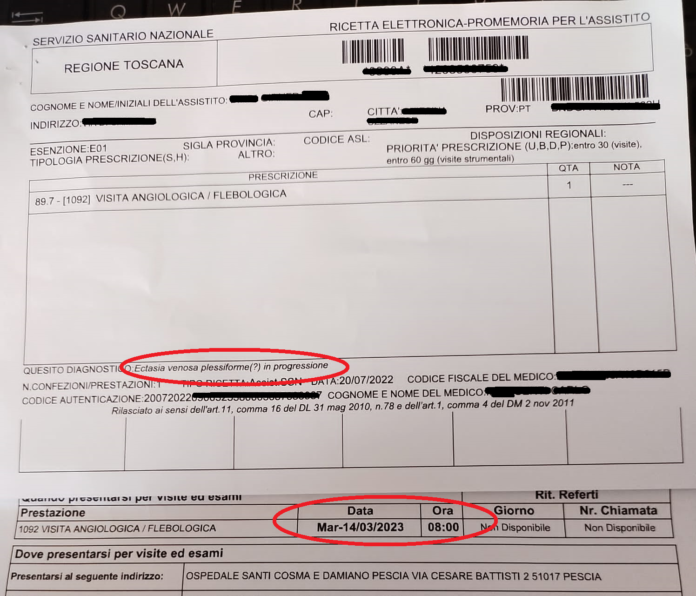 Q W E R
SERVIZIO SANITARIO NAZIONALE
RICETTA ELETTRONICA-PROMEMORIA PER L'ASSISTITO
REGIONE TOSCANA
COGNOME E NOME/INIZIALI DELL'ASSISTITO:
INDIRIZZO:
CAP:
CITTA'
PROV:PT
ESENZIONE:E01
SIGLA PROVINCIA:
CODICE ASL:
DISPOSIZIONI REGIONALI:
TIPOLOGIA PRESCRIZIONE(S,H):
ALTRO:
PRIORITA' PRESCRIZIONE (U,B,D,P):entro 30 (visite),
entro 60 gg (visite strumentali)
PRESCRIZIONE
QTA
NOTA
89.7 - [1092] VISITA ANGIOLOGICA / FLEBOLOGICA
1
---
QUESITO DIAGNOSTICO:Ectasia venosa plessiforme(?) in progressione
N.CONFEZIONI/PRESTAZIONI:1 TIPO RICETTA:Assist.SSN DATA:20/07/2022 CODICE FISCALE DEL MEDICO:
CODICE AUTENTICAZIONE: COGNOME E NOME DEL MEDICO:
Rilasciato ai sensi dell'art.11, comma 16 del DL 31 mag 2010, n.78 e dell'art.1, comma 4 del DM 2 nov 2011
Quando presentarsi per visite ed esami
Rit. Referti
Prestazione
Data
Ora
Giorno
Nr. Chiamata
1092 VISITA ANGIOLOGICA / FLEBOLOGICA
Mar-14/03/2023
08:00
Non Disponibile
Non Disponibile
Dove presentarsi per visite ed esami
Presentarsi al seguente indirizzo:
OSPEDALE SANTI COSMA E DAMIANO PESCIA VIA CESARE BATTISTI 2 51017 PESCIA